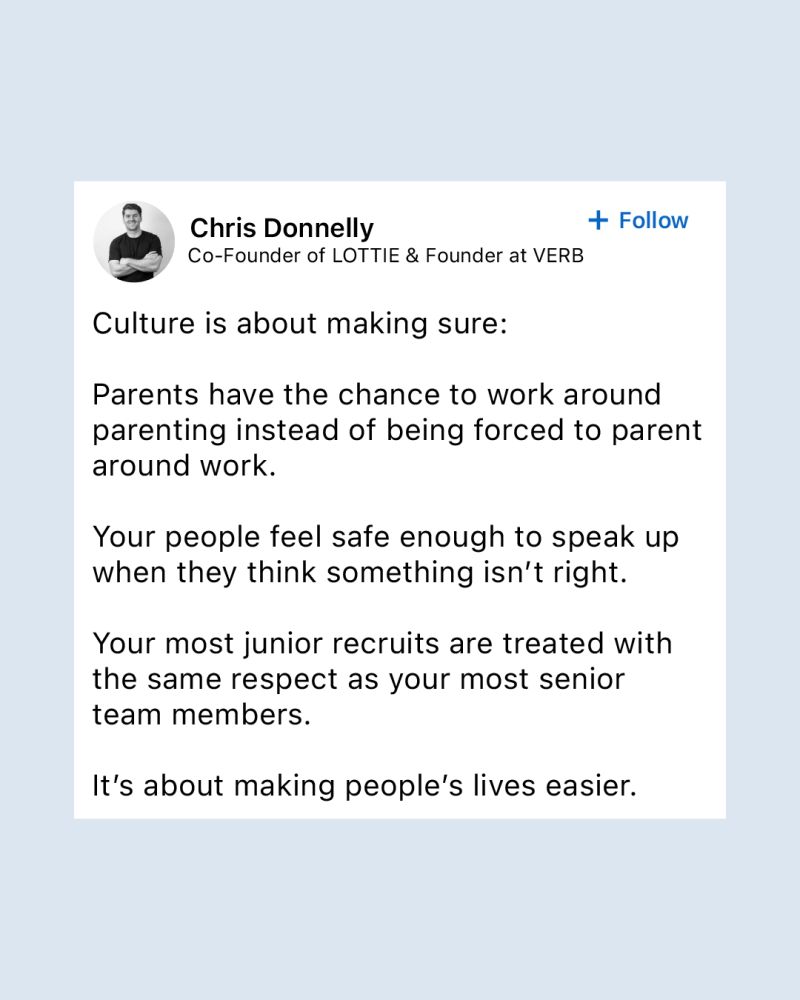 Chris Donnelly
+ Follow
Co-Founder of LOTTIE & Founder at VERB
Culture is about making sure:
Parents have the chance to work around
parenting instead of being forced to parent
around work.
Your people feel safe enough to speak up
when they think something isn’t right.
Your most junior recruits are treated with
the same respect as your most senior
team members.
It’s about making people’s lives easier.